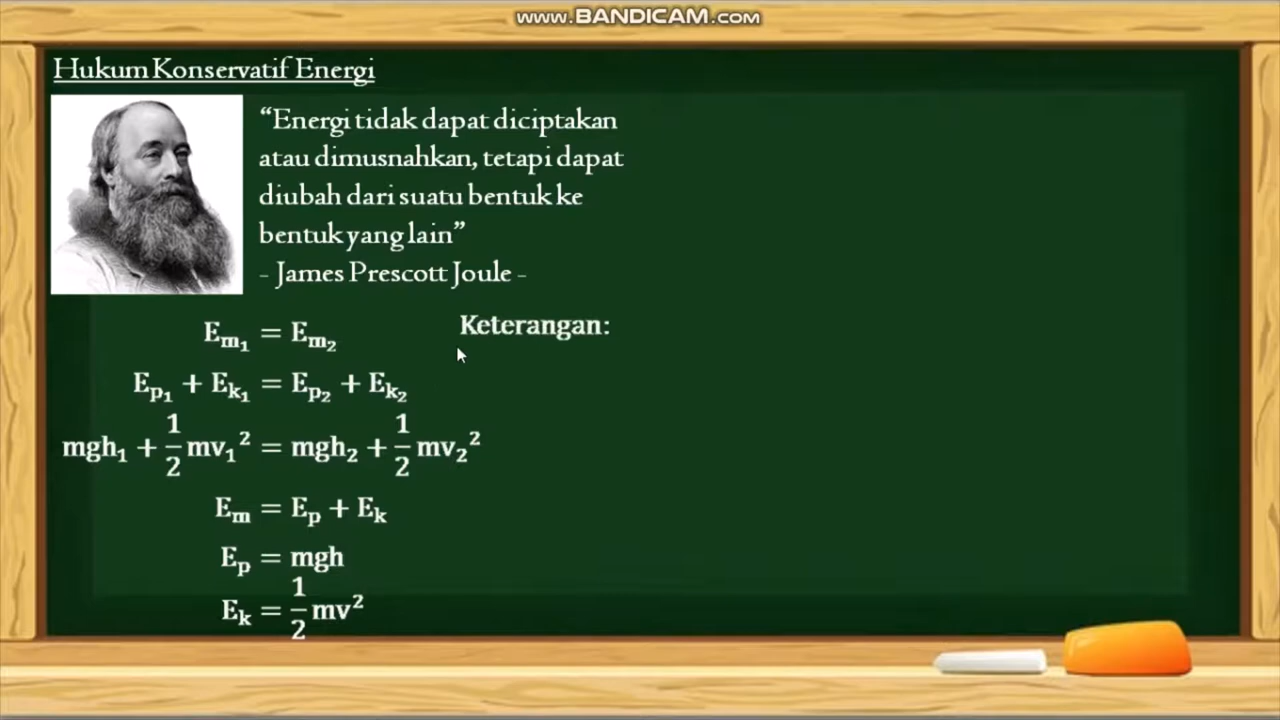 www.BANDICAM.com
Hukum Konservatif Energi
“Energi tidak dapat diciptakan
atau dimusnahkan, tetapi dapat
diubah dari suatu bentuk ke
bentuk yang lain”
- James Prescott Joule -
Eₘ₁ = Eₘ₂
Keterangan:
Eₚ₁ + Eₖ₁ = Eₚ₂ + Eₖ₂
mgh₁ + 1/2 mv₁² = mgh₂ + 1/2 mv₂²
Eₘ = Eₚ + Eₖ
Eₚ = mgh
Eₖ = 1/2 mv²